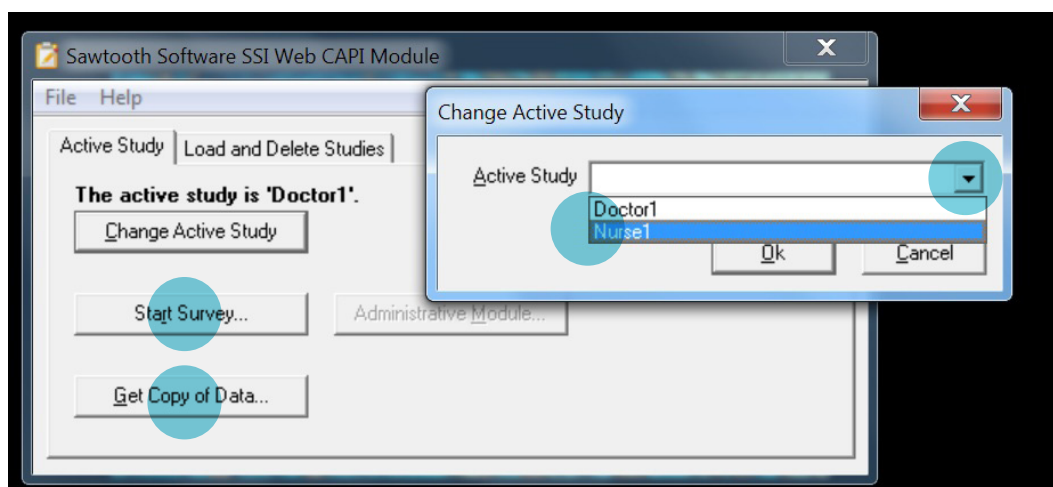 Sawtooth Software SSI Web CAPI Module
X
File Help
Active Study
Load and Delete Studies
The active study is 'Doctor1'.
Change Active Study
Start Survey...
Administrative Module...
Get Copy of Data...
Change Active Study
X
Active Study
Doctor1
Nurse1
Ok
Cancel